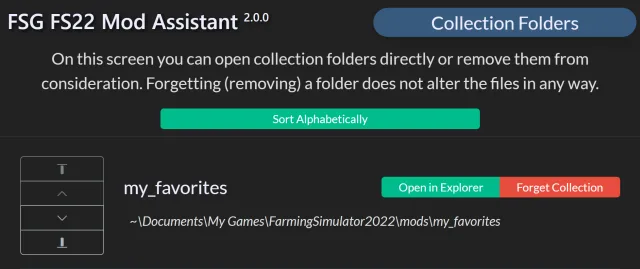 FSG FS22 Mod Assistant 2.0.0
Collection Folders
On this screen you can open collection folders directly or remove them from
consideration. Forgetting (removing) a folder does not alter the files in any way.
Sort Alphabetically
my_favorites
Open in Explorer
Forget Collection
~\Documents\My Games\FarmingSimulator2022\mods\my_favorites